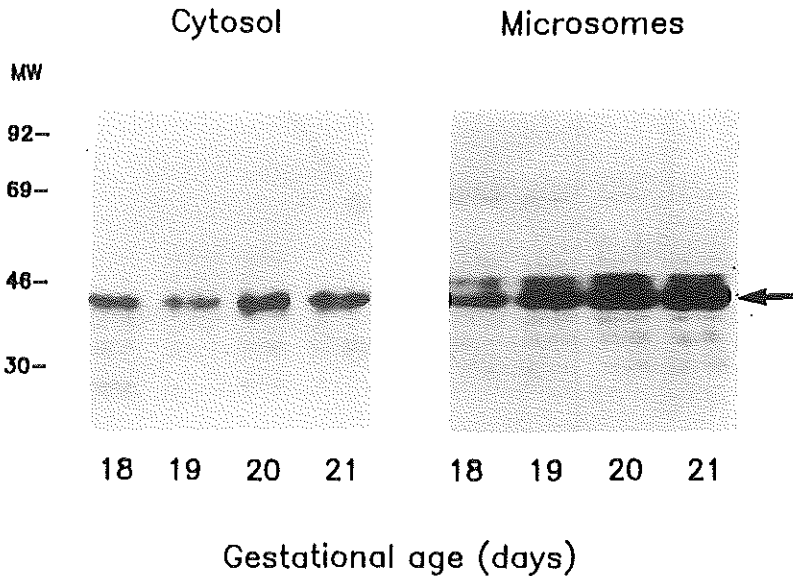 Cytosol Microsomes
MW
92–
69–
46–
30–
18 19 20 21 18 19 20 21
Gestational age (days)